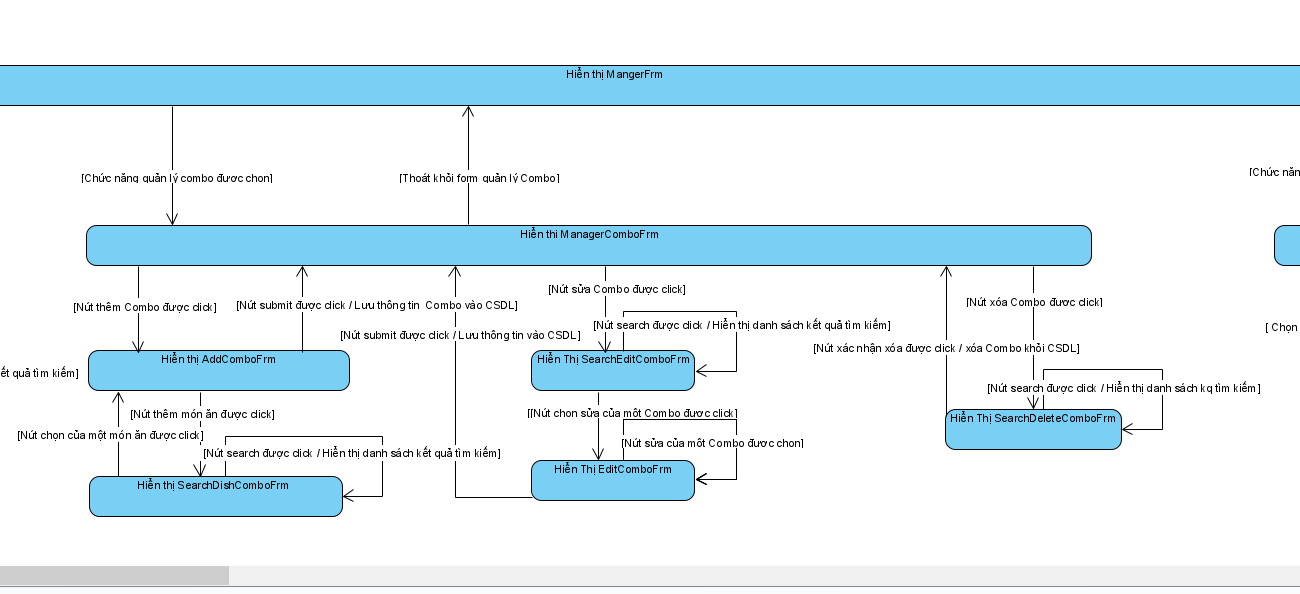 Hiển thị MangerFrm
[Chức năng quản lý combo được chọn]
[Thoát khỏi form quản lý Combo]
[Chức năn
Hiển thị ManagerComboFrm
[Nút thêm Combo được click]
[Nút submit được click / Lưu thông tin  Combo vào CSDL]
[Nút submit được click / Lưu thông tin vào CSDL]
[Nút sửa Combo được click]
[Nút search được click / Hiển thị danh sách kết quả tìm kiếm]
[Nút xóa Combo được click]
[Nút xác nhận xóa được click / xóa Combo khỏi CSDL]
[ Chọn
Hiển thị AddComboFrm
Hiển Thị SearchEditComboFrm
ết quả tìm kiếm]
[Nút search được click / Hiển thị danh sách kq tìm kiếm]
[Nút thêm món ăn được click]
[[Nút chọn sửa của một Combo được click]
Hiển Thị SearchDeleteComboFrm
[Nút chọn của một món ăn được click]
[Nút sửa của một Combo được chọn]
[Nút search được click / Hiển thị danh sách kết quả tìm kiếm]
Hiển Thị EditComboFrm
Hiển thị SearchDishComboFrm